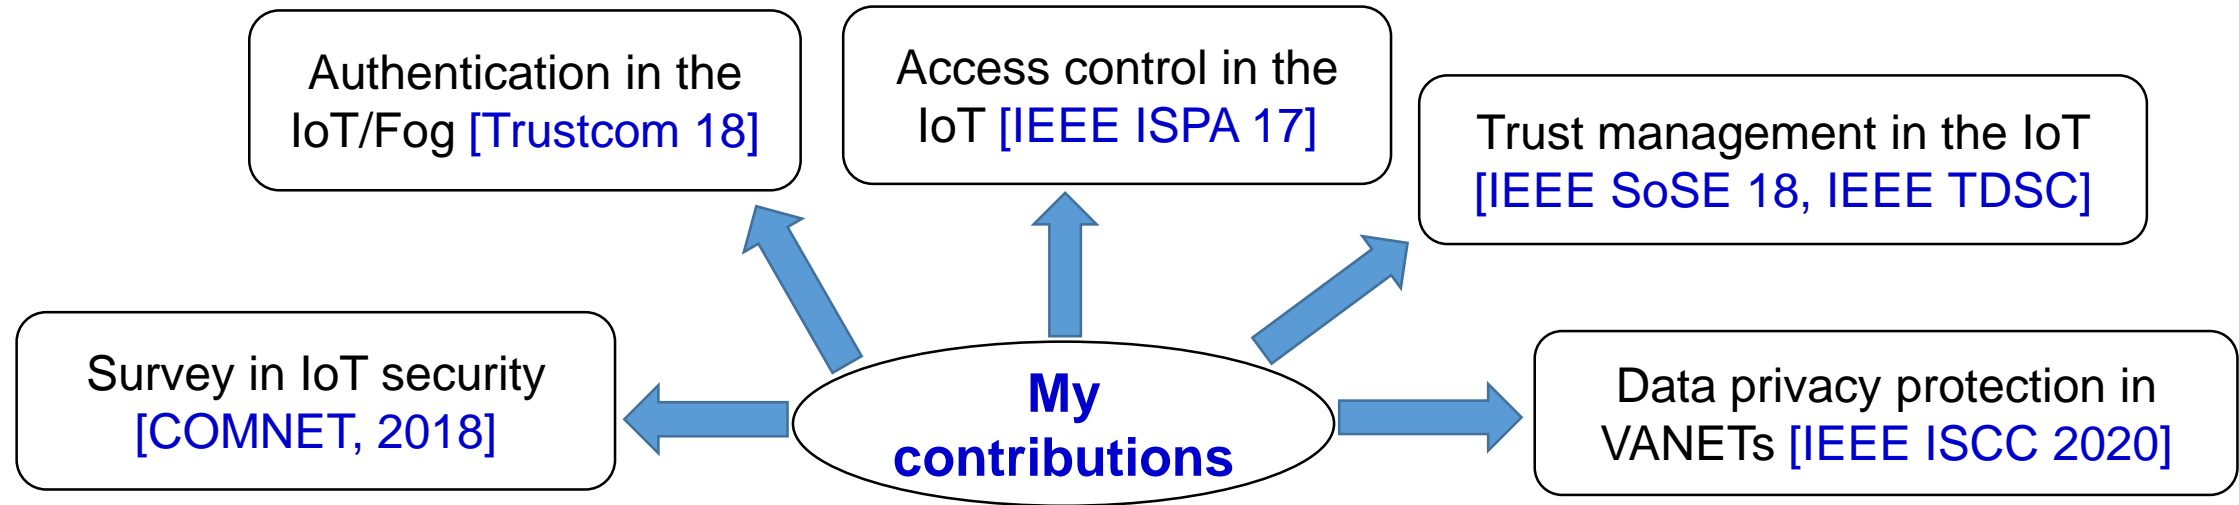 Authentication in the
IoT/Fog [Trustcom 18]
Access control in the
IoT [IEEE ISPA 17]
Trust management in the IoT
[IEEE SoSE 18, IEEE TDSC]
Survey in IoT security
[COMNET, 2018]
My
contributions
Data privacy protection in
VANETs [IEEE ISCC 2020]